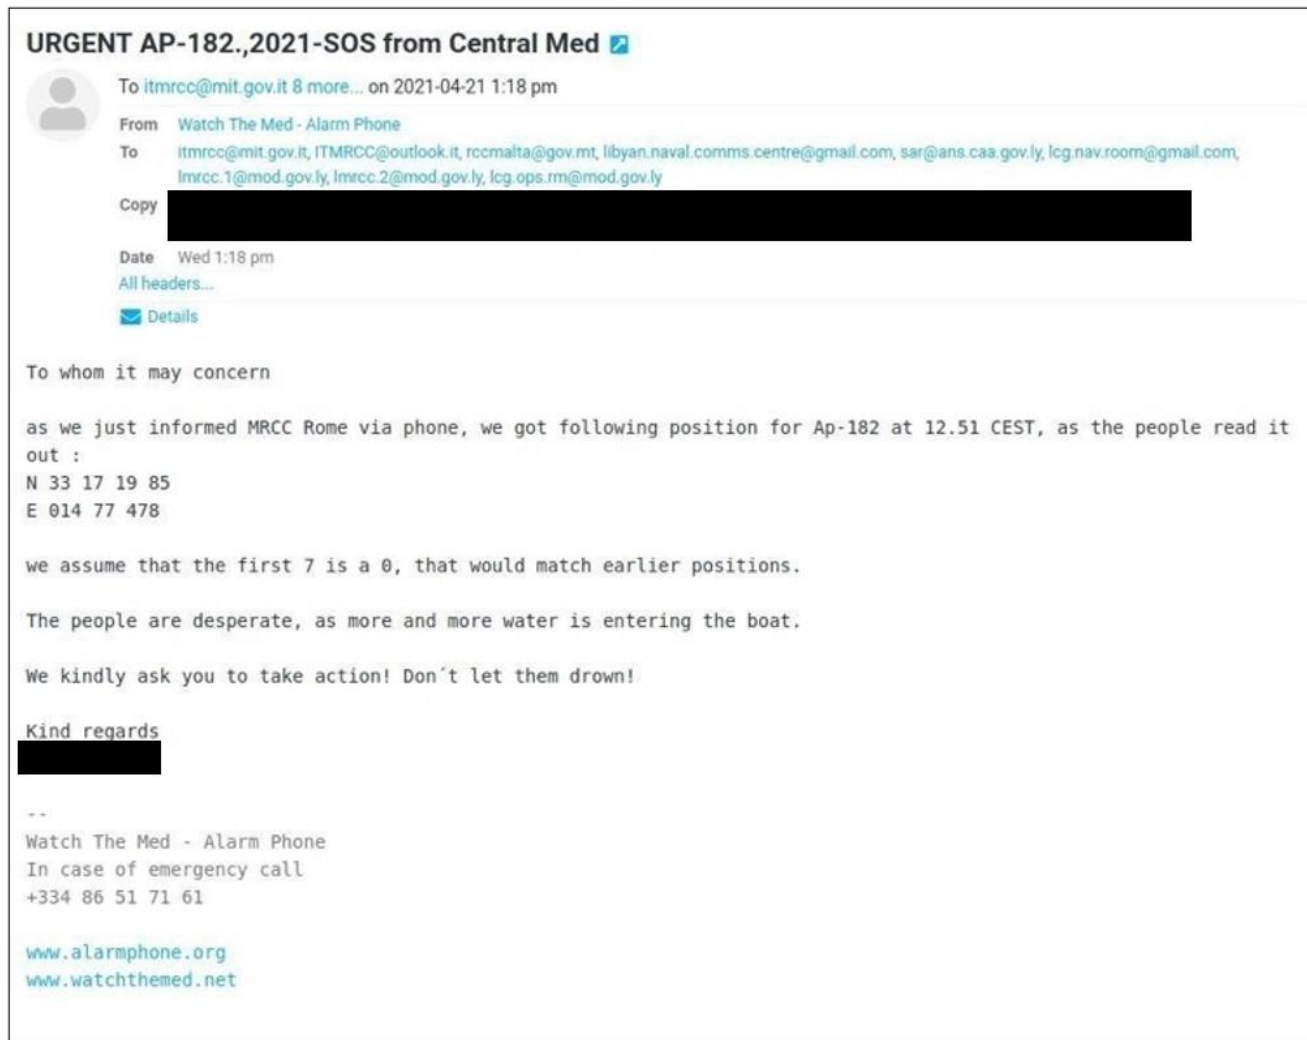 URGENT AP-182.,2021-SOS from Central Med
To itmrcc@mit.gov.it 8 more... on 2021-04-21 1:18 pm
From Watch The Med - Alarm Phone
To itmrcc@mit.gov.it, ITMRCC@outlook.it, rccmalta@gov.mt, libyan.naval.comms.centre@gmail.com, sar@ans.caa.gov.ly, lcg.nav.room@gmail.com,
lmrcc.1@mod.gov.ly, lmrcc.2@mod.gov.ly, lcg.ops.rm@mod.gov.ly
Copy
Date Wed 1:18 pm
All headers...
Details
To whom it may concern
as we just informed MRCC Rome via phone, we got following position for Ap-182 at 12.51 CEST, as the people read it
out :
N 33 17 19 85
E 014 77 478
we assume that the first 7 is a 0, that would match earlier positions.
The people are desperate, as more and more water is entering the boat.
We kindly ask you to take action! Don´t let them drown!
Kind regards
--
Watch The Med - Alarm Phone
In case of emergency call
+334 86 51 71 61
www.alarmphone.org
www.watchthemed.net